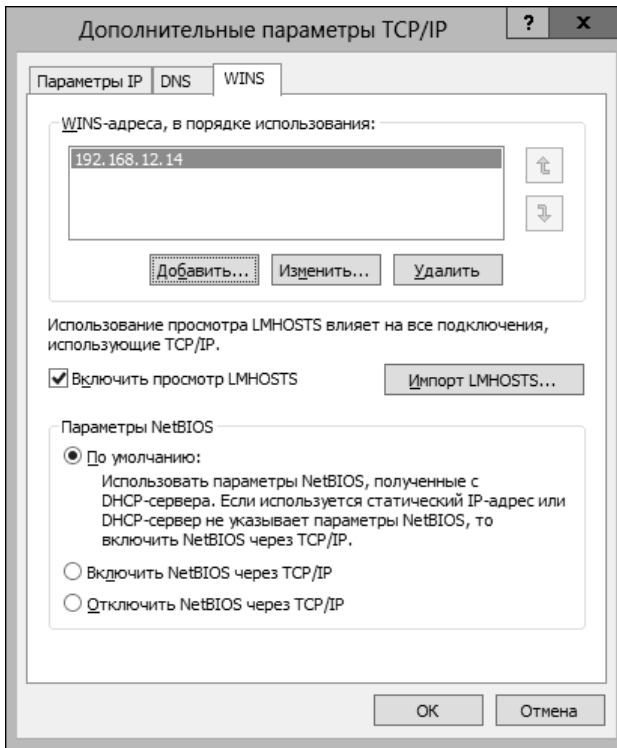 Дополнительные параметры TCP/IP
? x
Параметры IP DNS WINS
WINS-адреса, в порядке использования:
192.168.12.14
Добавить... Изменить... Удалить
Использование просмотра LMHOSTS влияет на все подключения,
использующие TCP/IP.
Включить просмотр LMHOSTS Импорт LMHOSTS...
Параметры NetBIOS
По умолчанию:
Использовать параметры NetBIOS, полученные с
DHCP-сервера. Если используется статический IP-адрес или
DHCP-сервер не указывает параметры NetBIOS, то
включить NetBIOS через TCP/IP.
Включить NetBIOS через TCP/IP
Отключить NetBIOS через TCP/IP
OK Отмена